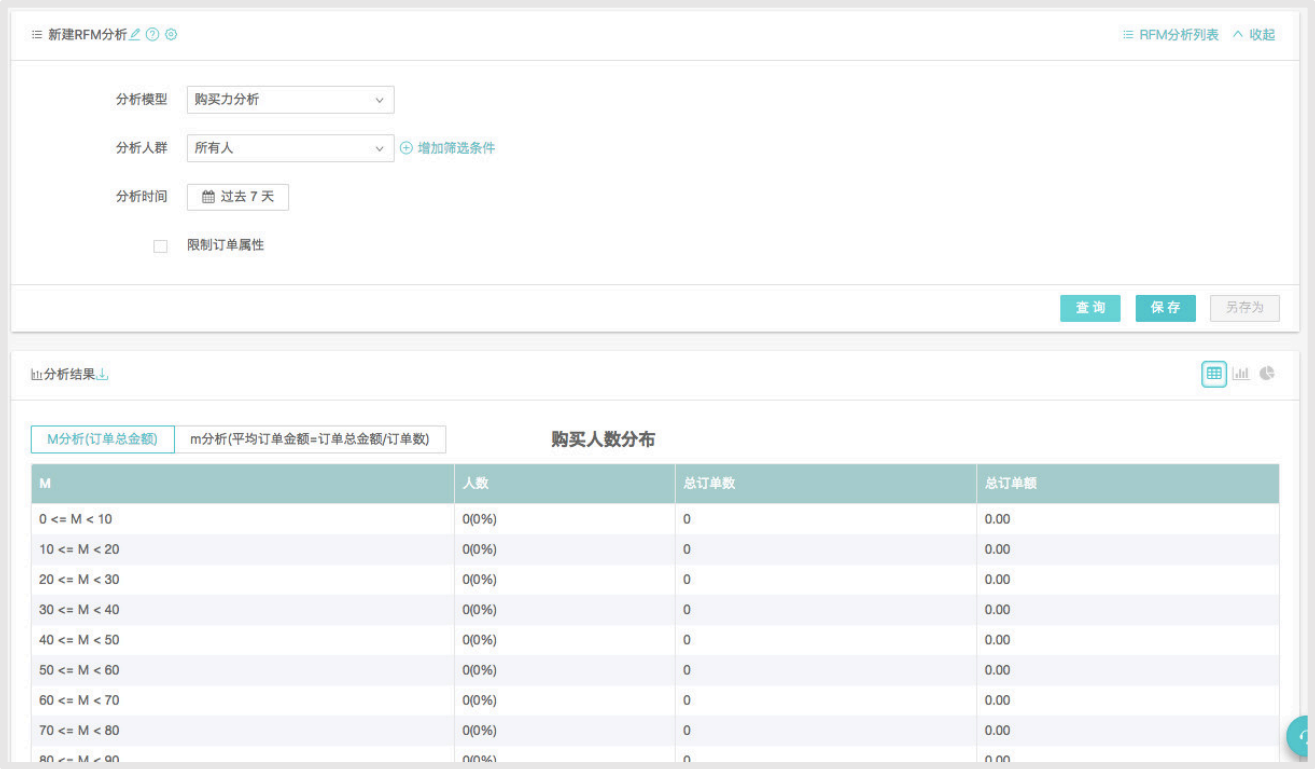 新建RFM分析 RFM分析列表 收起
分析模型 购买力分析
分析人群 所有人 增加筛选条件
分析时间 过去 7 天
限制订单属性
查 询 保 存 另存为
分析结果
M分析(订单总金额) m分析(平均订单金额=订单总金额/订单数) 购买人数分布
M 人数 总订单数 总订单额
0 <= M < 10 0(0%) 0 0.00
10 <= M < 20 0(0%) 0 0.00
20 <= M < 30 0(0%) 0 0.00
30 <= M < 40 0(0%) 0 0.00
40 <= M < 50 0(0%) 0 0.00
50 <= M < 60 0(0%) 0 0.00
60 <= M < 70 0(0%) 0 0.00
70 <= M < 80 0(0%) 0 0.00
80 <= M < 90 0(0%) 0 0.00